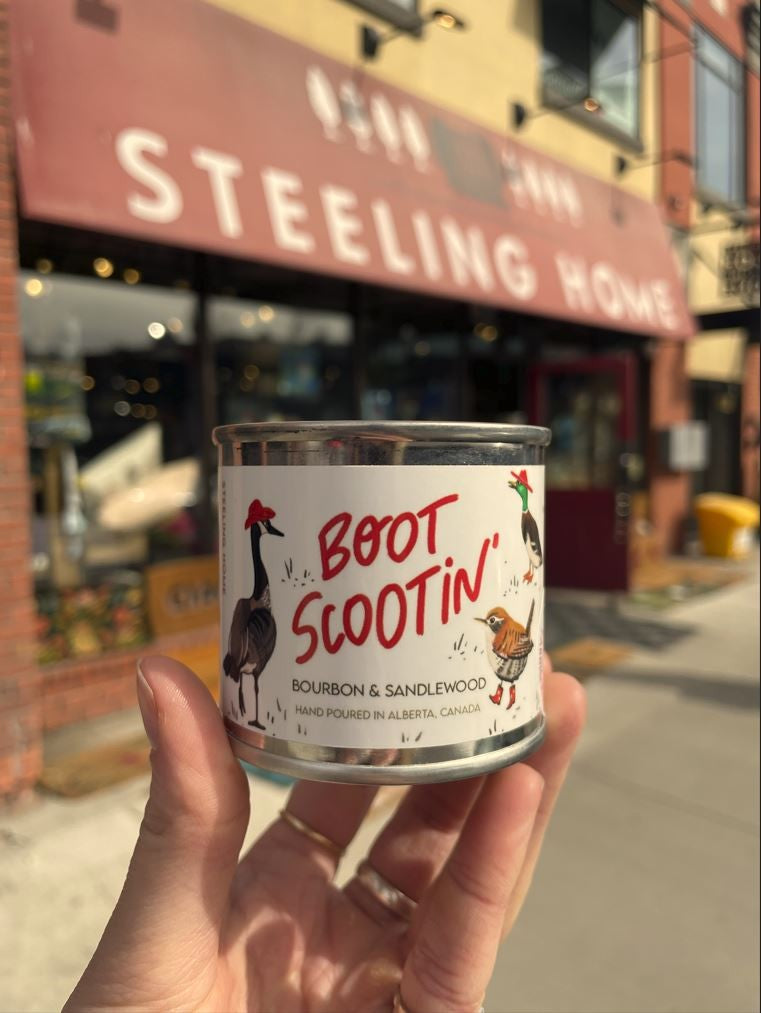 STEELING HOME
STEELING HOME
BOOT
SCOOTIN'
BOURBON & SANDLEWOOD
HAND POURED IN ALBERTA, CANADA